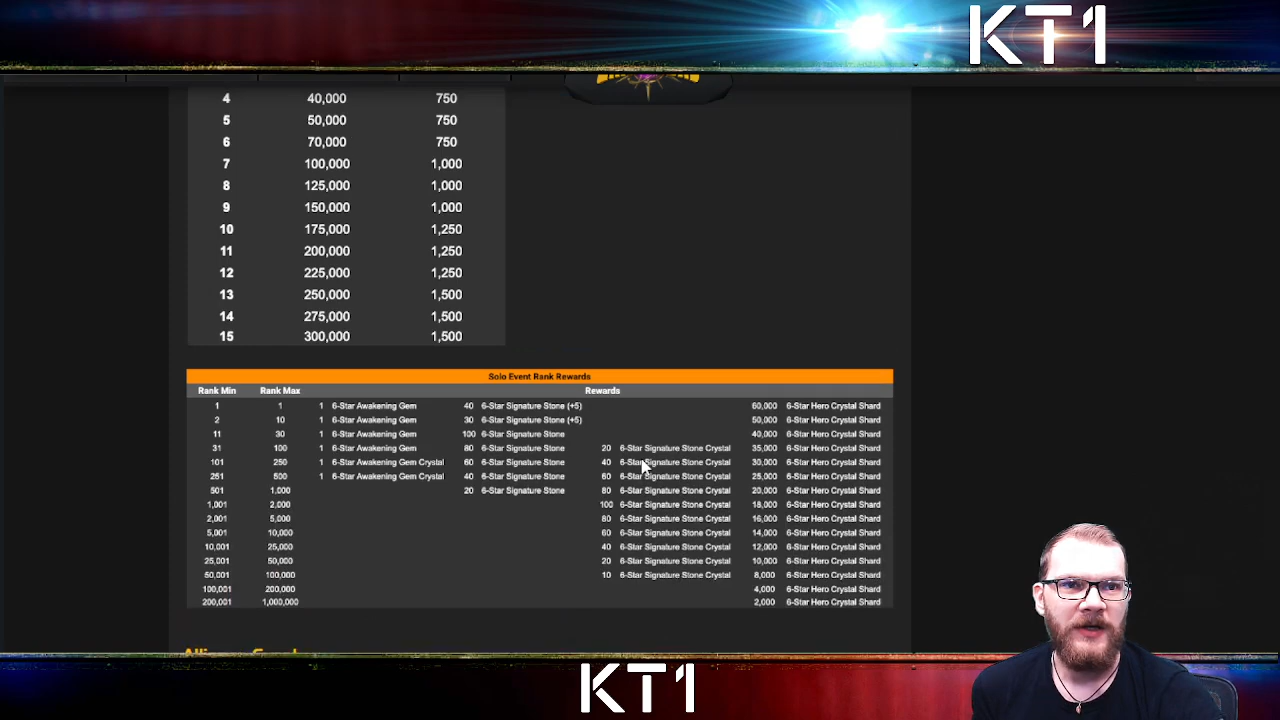 KT1
4 40,000 750
5 50,000 750
6 70,000 750
7 100,000 1,000
8 125,000 1,000
9 150,000 1,000
10 175,000 1,250
11 200,000 1,250
12 225,000 1,250
13 250,000 1,500
14 275,000 1,500
15 300,000 1,500
Solo Event Rank Rewards
Rank Min Rank Max Rewards
1 1 1 6-Star Awakening Gem 40 6-Star Signature Stone (+5) 60,000 6-Star Hero Crystal Shard
2 10 1 6-Star Awakening Gem 30 6-Star Signature Stone (+5) 50,000 6-Star Hero Crystal Shard
11 30 1 6-Star Awakening Gem 100 6-Star Signature Stone 40,000 6-Star Hero Crystal Shard
31 100 1 6-Star Awakening Gem 80 6-Star Signature Stone 20 6-Star Signature Stone Crystal 35,000 6-Star Hero Crystal Shard
101 250 1 6-Star Awakening Gem Crystal 60 6-Star Signature Stone 40 6-Star Signature Stone Crystal 30,000 6-Star Hero Crystal Shard
251 500 1 6-Star Awakening Gem Crystal 40 6-Star Signature Stone 60 6-Star Signature Stone Crystal 25,000 6-Star Hero Crystal Shard
501 1,000 20 6-Star Signature Stone 80 6-Star Signature Stone Crystal 20,000 6-Star Hero Crystal Shard
1,001 2,000 100 6-Star Signature Stone Crystal 18,000 6-Star Hero Crystal Shard
2,001 5,000 80 6-Star Signature Stone Crystal 16,000 6-Star Hero Crystal Shard
5,001 10,000 60 6-Star Signature Stone Crystal 14,000 6-Star Hero Crystal Shard
10,001 25,000 40 6-Star Signature Stone Crystal 12,000 6-Star Hero Crystal Shard
25,001 50,000 20 6-Star Signature Stone Crystal 10,000 6-Star Hero Crystal Shard
50,001 100,000 10 6-Star Signature Stone Crystal 8,000 6-Star Hero Crystal Shard
100,001 200,000 4,000 6-Star Hero Crystal Shard
200,001 1,000,000 2,000 6-Star Hero Crystal Shard
KT1